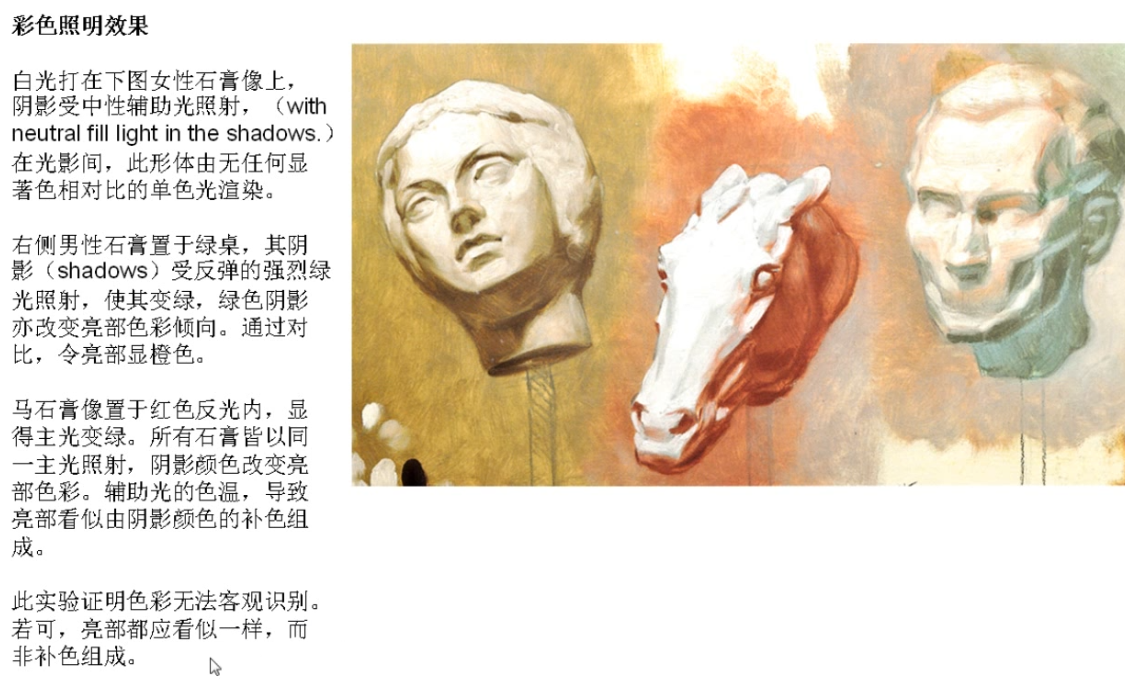 彩色照明效果
白光打在下图女性石膏像上，
阴影受中性辅助光照射，（with
neutral fill light in the shadows.）
在光影间，此形体由无任何显
著色相对比的单色光渲染。
右侧男性石膏置于绿桌，其阴
影（shadows）受反弹的强烈绿
光照射，使其变绿，绿色阴影
亦改变亮部色彩倾向。通过对
比，令亮部显橙色。
马石膏像置于红色反光内，显
得主光变绿。所有石膏皆以同
一主光照射，阴影颜色改变亮
部色彩。辅助光的色温，导致
亮部看似由阴影颜色的补色组
成。
此实验证明色彩无法客观识别。
若可，亮部都应看似一样，而
非补色组成。